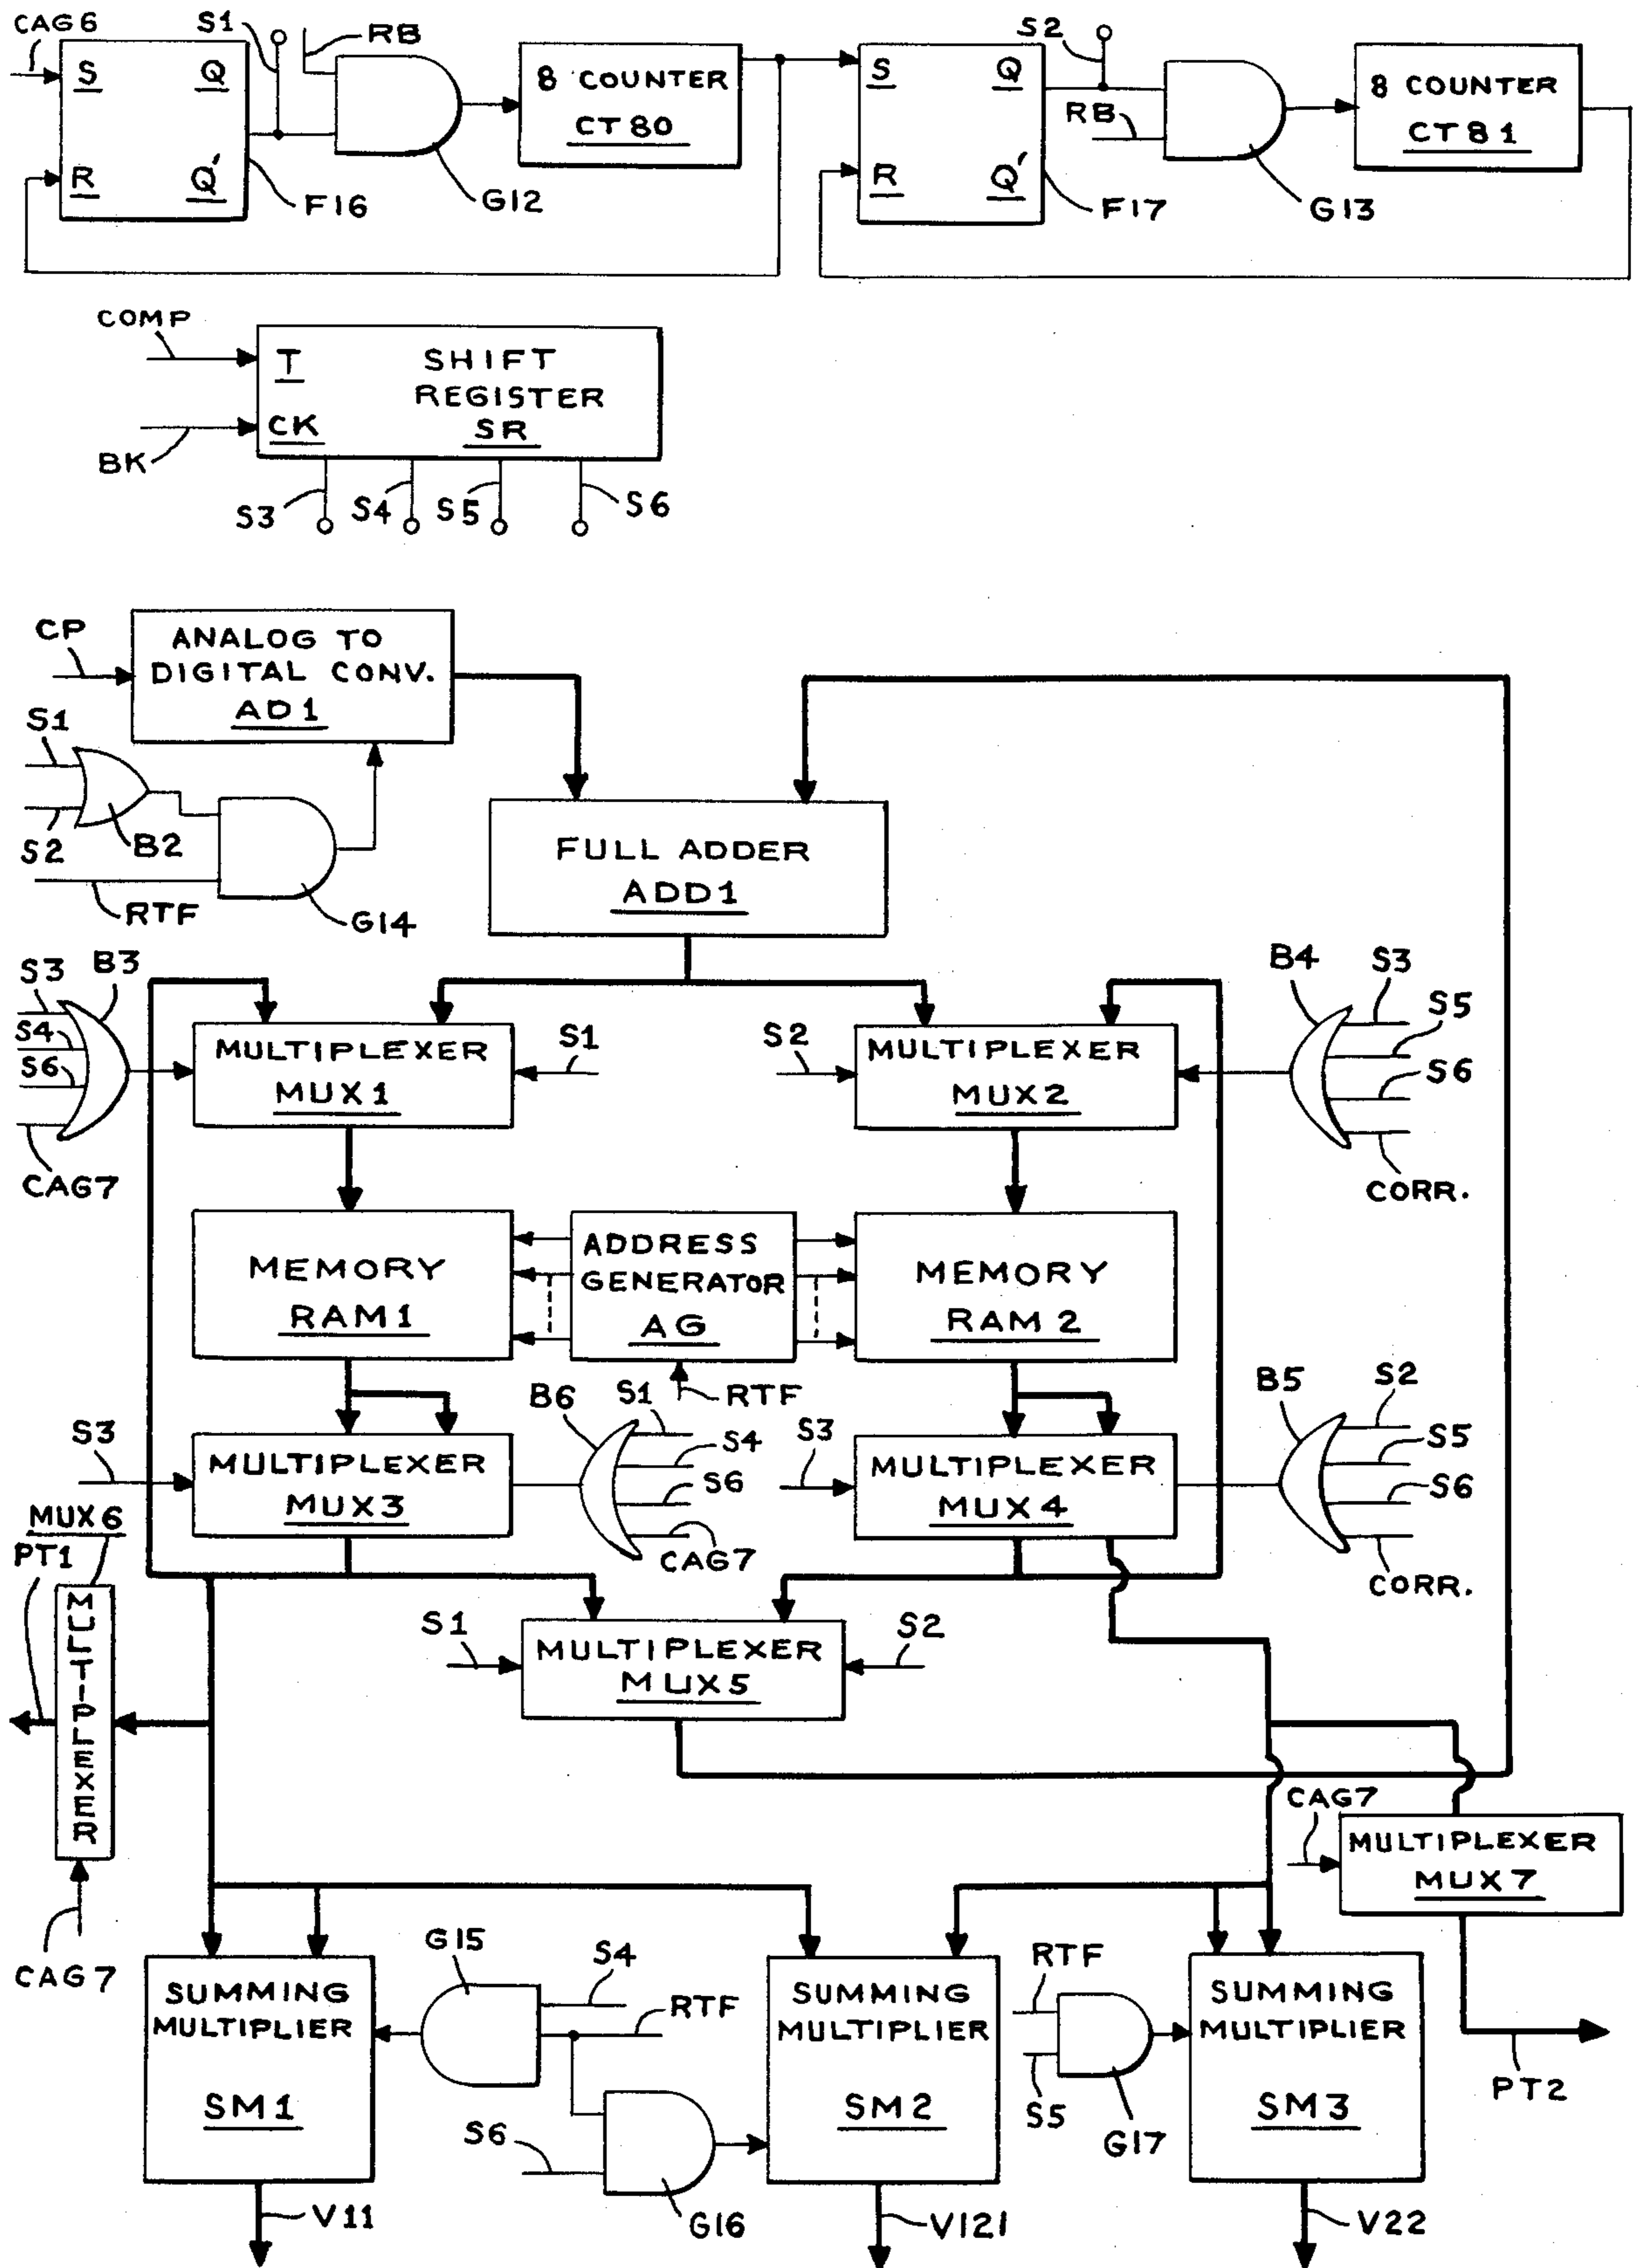 CAG6
S1
RB
S2
S
Q
8 COUNTER
CT80
S
Q
RB
8 COUNTER
CT81
R
Q'
F16
G12
R
Q'
F17
G13
COMP
T
SHIFT
REGISTER
CK
SR
BK
S3
S4
S5
S6
CP
ANALOG TO
DIGITAL CONV.
AD1
S1
S2
B2
RTF
G14
FULL ADDER
ADD1
S3
B3
S4
S6
CAG7
MULTIPLEXER
MUX1
S1
S2
MULTIPLEXER
MUX2
B4
S3
S5
S6
CORR.
MEMORY
RAM1
ADDRESS
GENERATOR
AG
RTF
MEMORY
RAM2
S3
MULTIPLEXER
MUX3
B6
S1
S4
S6
CAG7
S3
MULTIPLEXER
MUX4
B5
S2
S5
S6
CORR.
MUX6
PT1
MULTIPLEXER
CAG7
S1
MULTIPLEXER
MUX5
S2
CAG7
MULTIPLEXER
MUX7
PT2
SUMMING
MULTIPLIER
SM1
G15
S4
RTF
S6
G16
SUMMING
MULTIPLIER
SM2
RTF
S5
G17
SUMMING
MULTIPLIER
SM3
V11
V121
V22